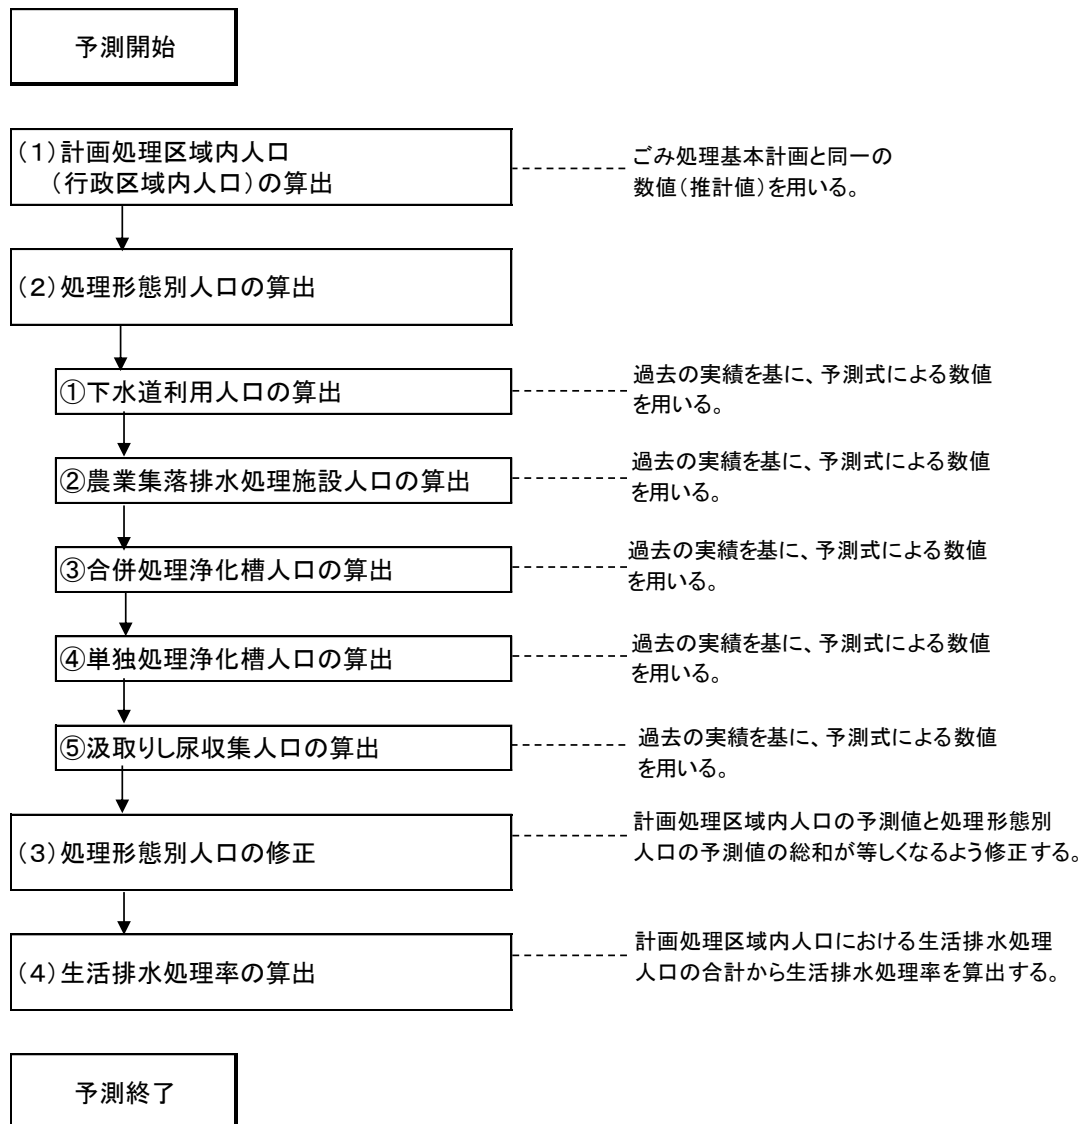 予測開始
（１）計画処理区域内人口
（行政区域内人口）の算出
ごみ処理基本計画と同一の
数値（推計値）を用いる。
（２）処理形態別人口の算出
①下水道利用人口の算出
過去の実績を基に、予測式による数値
を用いる。
②農業集落排水処理施設人口の算出
過去の実績を基に、予測式による数値
を用いる。
③合併処理浄化槽人口の算出
過去の実績を基に、予測式による数値
を用いる。
④単独処理浄化槽人口の算出
過去の実績を基に、予測式による数値
を用いる。
⑤汲取りし尿収集人口の算出
過去の実績を基に、予測式による数値
を用いる。
（３）処理形態別人口の修正
計画処理区域内人口の予測値と処理形態別
人口の予測値の総和が等しくなるよう修正する。
（４）生活排水処理率の算出
計画処理区域内人口における生活排水処理
人口の合計から生活排水処理率を算出する。
予測終了